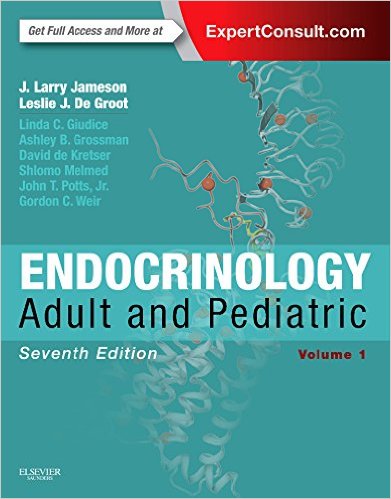 Get Full Access and More at
ExpertConsult.com
J. Larry Jameson
Leslie J. De Groot
Linda C. Giudice
Ashley B. Grossman
David de Kretser
Shlomo Melmed
John T. Potts, Jr.
Gordon C. Weir
ENDOCRINOLOGY
Adult and Pediatric
Seventh Edition
Volume 1
ELSEVIER
SAUNDERS